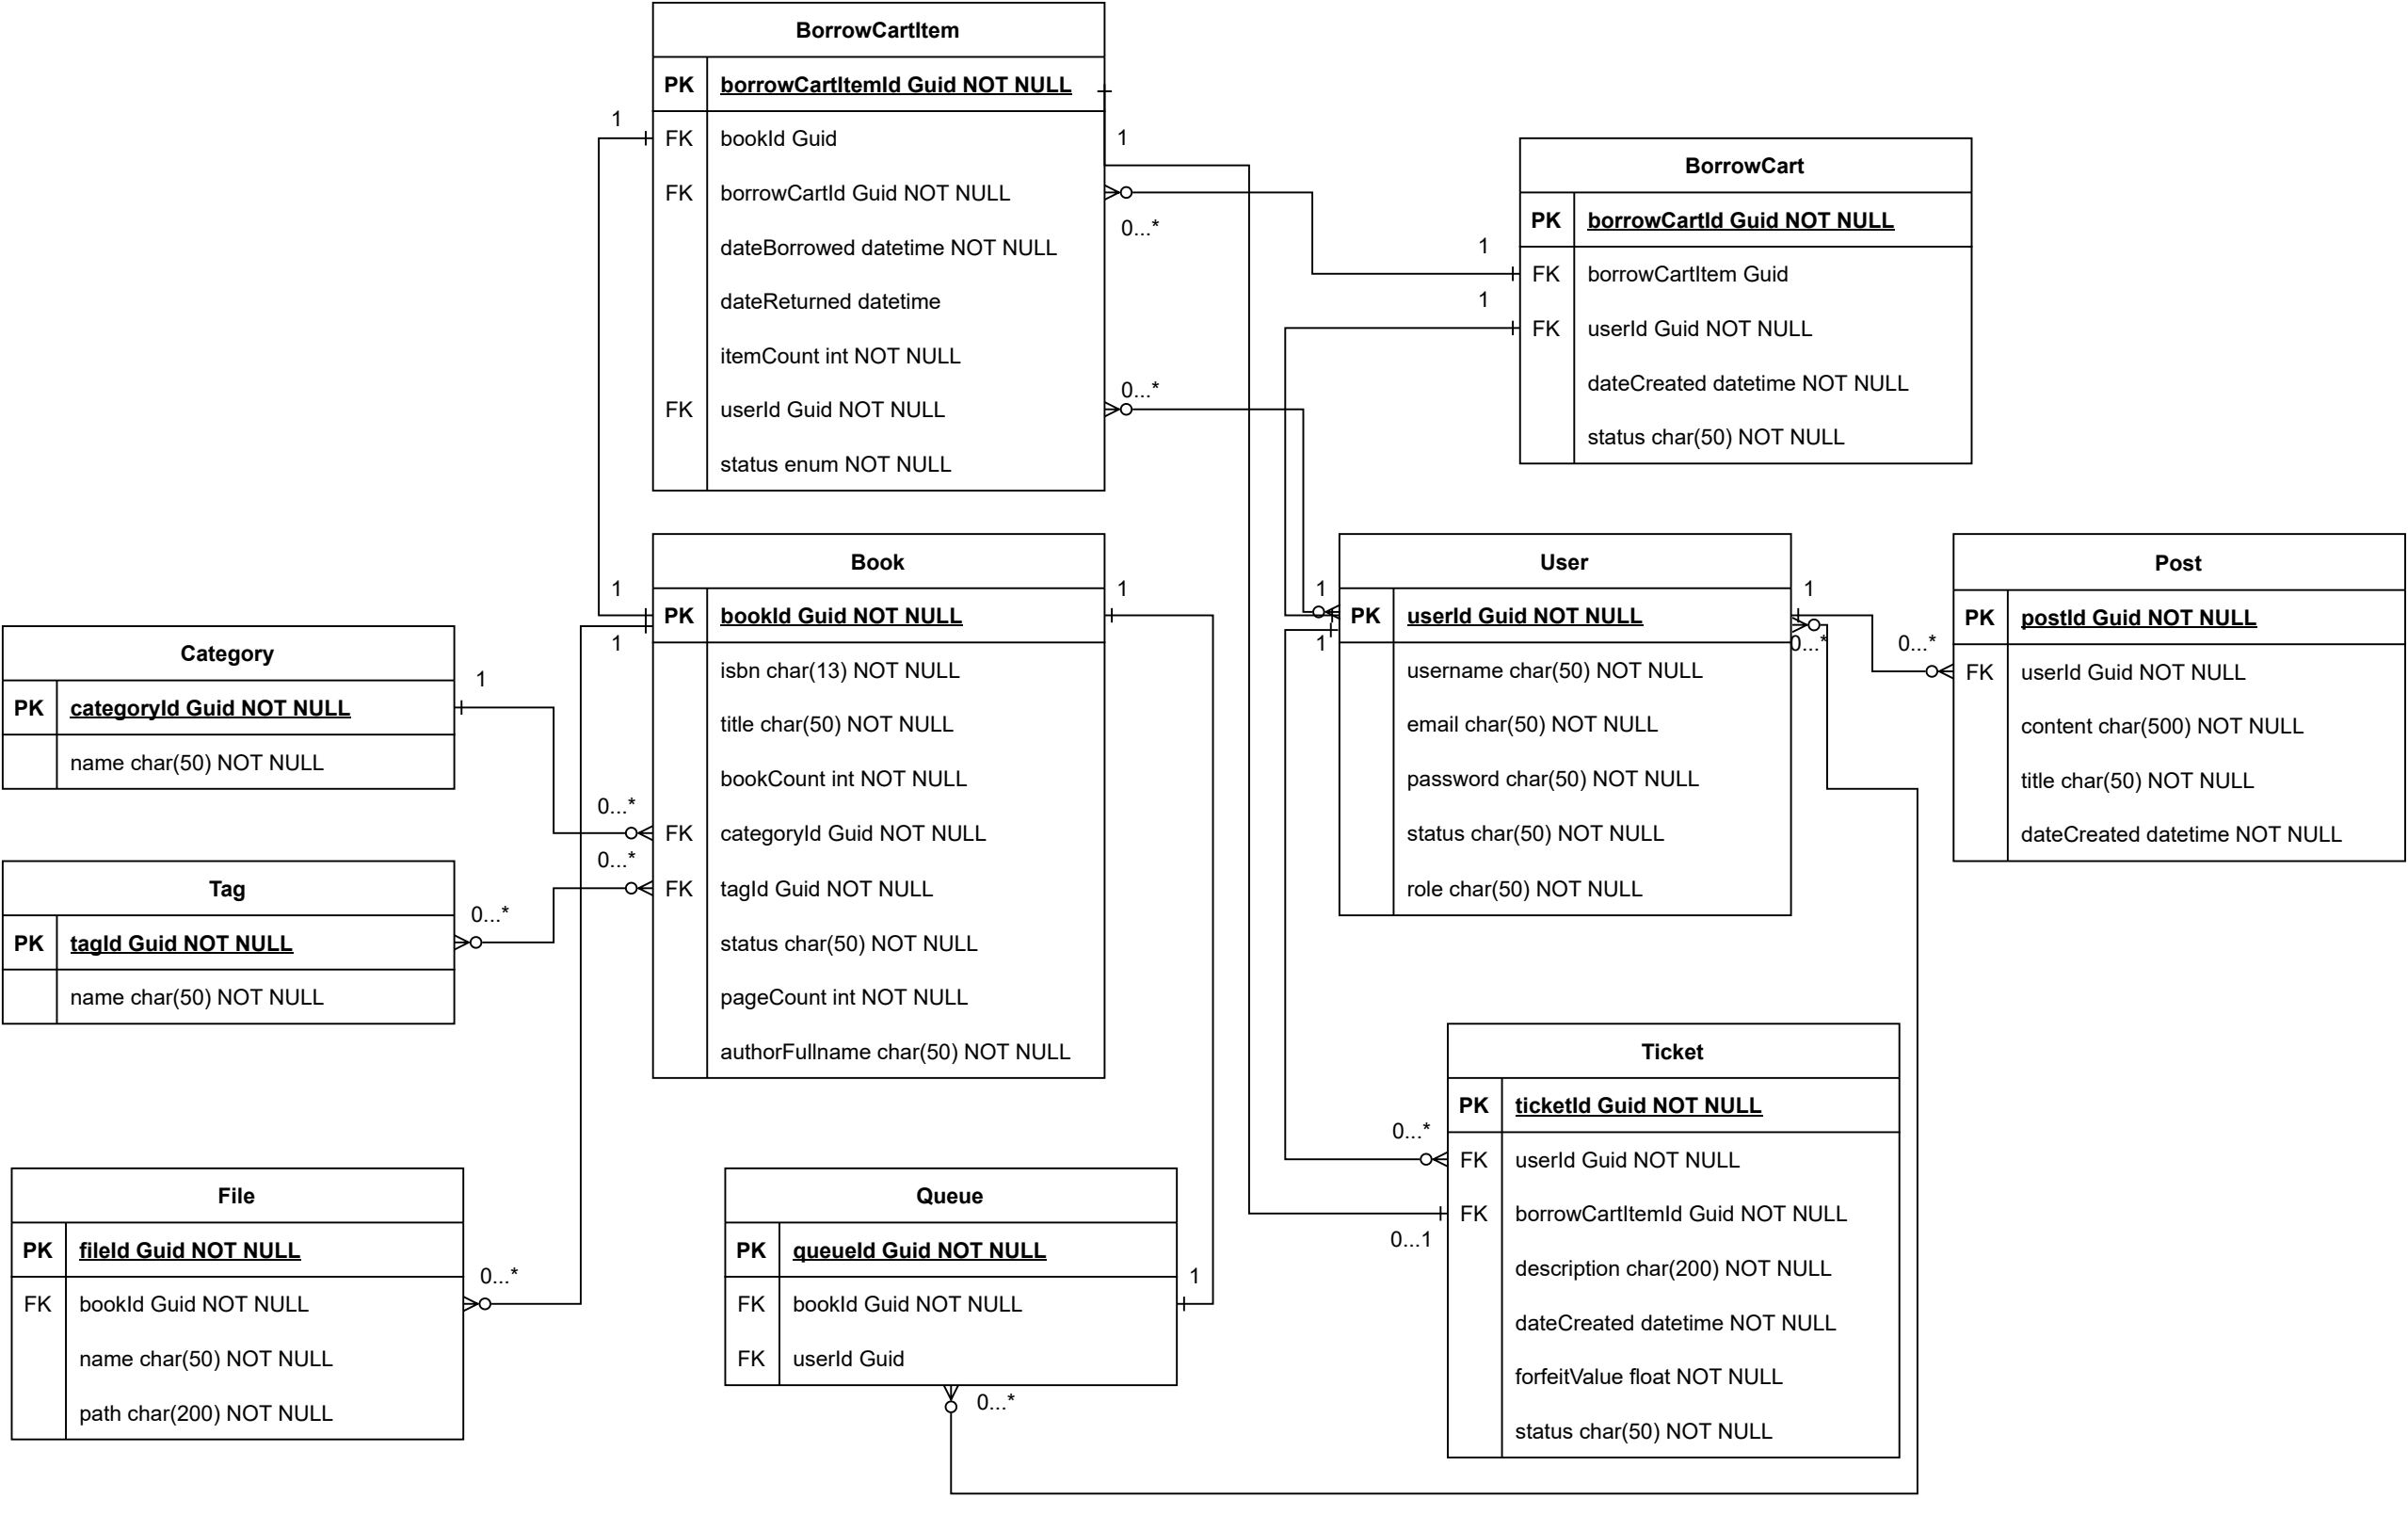 BorrowCartItem
PK borrowCartItemId Guid NOT NULL
FK bookId Guid
FK borrowCartId Guid NOT NULL
dateBorrowed datetime NOT NULL
dateReturned datetime
itemCount int NOT NULL
FK userId Guid NOT NULL
status enum NOT NULL
1
1
0...*
0...*
BorrowCart
PK borrowCartId Guid NOT NULL
FK borrowCartItem Guid
FK userId Guid NOT NULL
dateCreated datetime NOT NULL
status char(50) NOT NULL
1
1
Book
PK bookId Guid NOT NULL
isbn char(13) NOT NULL
title char(50) NOT NULL
bookCount int NOT NULL
FK categoryId Guid NOT NULL
FK tagId Guid NOT NULL
status char(50) NOT NULL
pageCount int NOT NULL
authorFullname char(50) NOT NULL
1
1
1
0...*
0...*
User
PK userId Guid NOT NULL
username char(50) NOT NULL
email char(50) NOT NULL
password char(50) NOT NULL
status char(50) NOT NULL
role char(50) NOT NULL
1
1
1
0...*
Post
PK postId Guid NOT NULL
FK userId Guid NOT NULL
content char(500) NOT NULL
title char(50) NOT NULL
dateCreated datetime NOT NULL
0...*
Category
PK categoryId Guid NOT NULL
name char(50) NOT NULL
1
Tag
PK tagId Guid NOT NULL
name char(50) NOT NULL
0...*
Ticket
PK ticketId Guid NOT NULL
FK userId Guid NOT NULL
FK borrowCartItemId Guid NOT NULL
description char(200) NOT NULL
dateCreated datetime NOT NULL
forfeitValue float NOT NULL
status char(50) NOT NULL
0...*
0...1
File
PK fileId Guid NOT NULL
FK bookId Guid NOT NULL
name char(50) NOT NULL
path char(200) NOT NULL
0...*
Queue
PK queueId Guid NOT NULL
FK bookId Guid NOT NULL
FK userId Guid
1
0...*